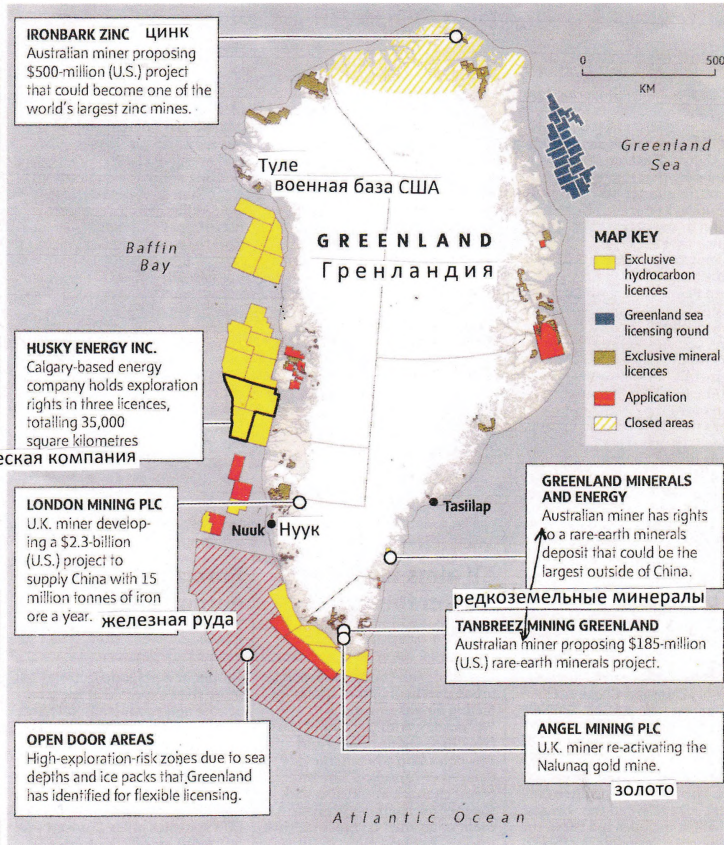 IRONBARK ZINC ЦИНК
Australian miner proposing
$500-million (U.S.) project
that could become one of the
world's largest zinc mines.
0 500
KM
Greenland
Sea
Туле
военная база США
Baffin
Bay
GREENLAND
Гренландия
MAP KEY
Exclusive
hydrocarbon
licences
Greenland sea
licensing round
Exclusive mineral
licences
Application
Closed areas
HUSKY ENERGY INC.
Calgary-based energy
company holds exploration
rights in three licences,
totalling 35,000
square kilometres
еская компания
LONDON MINING PLC
U.K. miner develop-
ing a $2.3-billion
(U.S.) project to
supply China with 15
million tonnes of iron
ore a year. железная руда
Nuuk Нуук
Tasiilap
GREENLAND MINERALS
AND ENERGY
Australian miner has rights
to a rare-earth minerals
deposit that could be the
largest outside of China.
редкоземельные минералы
TANBREEZ MINING GREENLAND
Australian miner proposing $185-million
(U.S.) rare-earth minerals project.
OPEN DOOR AREAS
High-exploration-risk zones due to sea
depths and ice packs that Greenland
has identified for flexible licensing.
ANGEL MINING PLC
U.K. miner re-activating the
Nalunaq gold mine.
золото
Atlantic Ocean